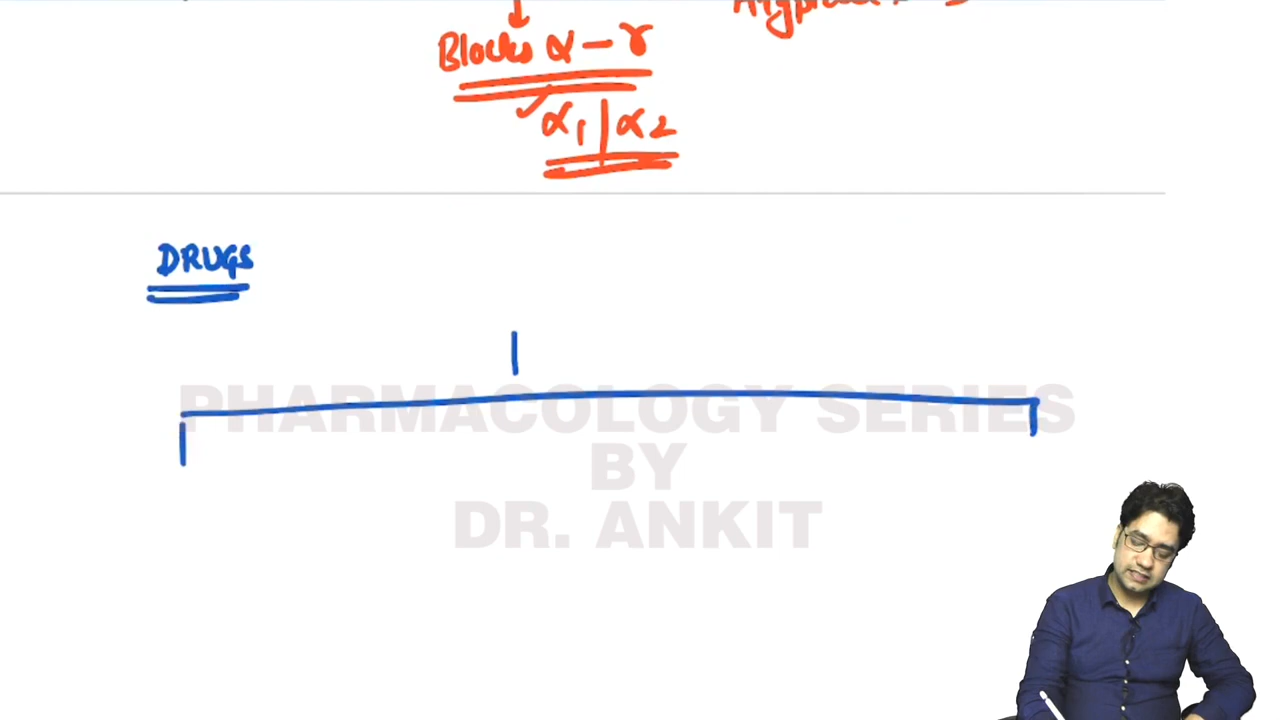 Blocks α – γ
α₁ | α₂
DRUGS
PHARMACOLOGY SERIES
BY
DR. ANKIT